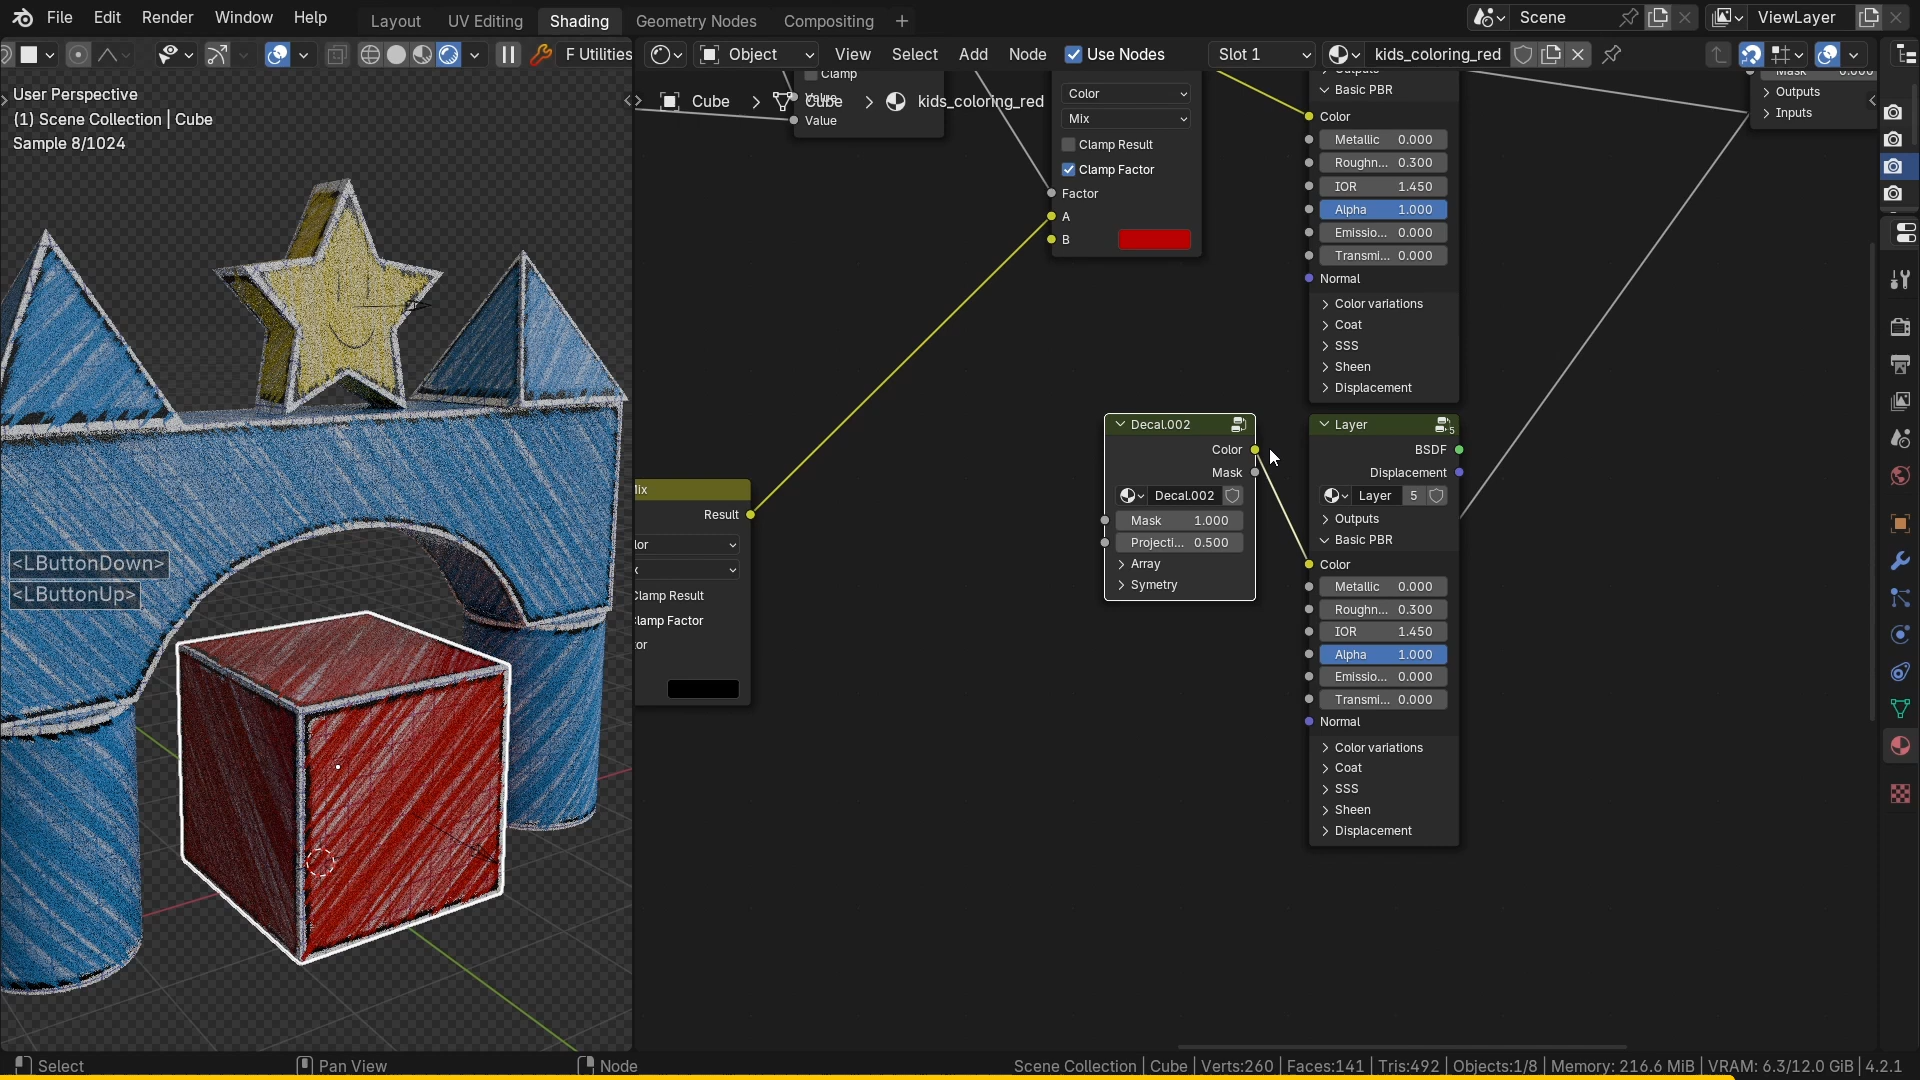 File Edit Render Window Help Layout UV Editing Shading Geometry Nodes Compositing + Scene ViewLayer
F Utilities Object View Select Add Node Use Nodes Slot 1 kids_coloring_red
User Perspective
(1) Scene Collection | Cube
Sample 8/1024
<LButtonDown>
<LButtonUp>
Cube > Cube > kids_coloring_red
Clamp
Value
Value
Color
Mix
Clamp Result
Clamp Factor
Factor
A
B
Result
Clamp Result
Clamp Factor
Decal.002
Color
Mask
Decal.002
Mask 1.000
Projecti... 0.500
Array
Symetry
Outputs
Basic PBR
Color
Metallic 0.000
Roughn... 0.300
IOR 1.450
Alpha 1.000
Emissio... 0.000
Transmi... 0.000
Normal
Color variations
Coat
SSS
Sheen
Displacement
Layer
5
BSDF
Displacement
Layer 5
Outputs
Basic PBR
Color
Metallic 0.000
Roughn... 0.300
IOR 1.450
Alpha 1.000
Emissio... 0.000
Transmi... 0.000
Normal
Color variations
Coat
SSS
Sheen
Displacement
Mask 0.000
Outputs
Inputs
Select Pan View Node Scene Collection | Cube | Verts:260 | Faces:141 | Tris:492 | Objects:1/8 | Memory: 216.6 MiB | VRAM: 6.3/12.0 GiB | 4.2.1